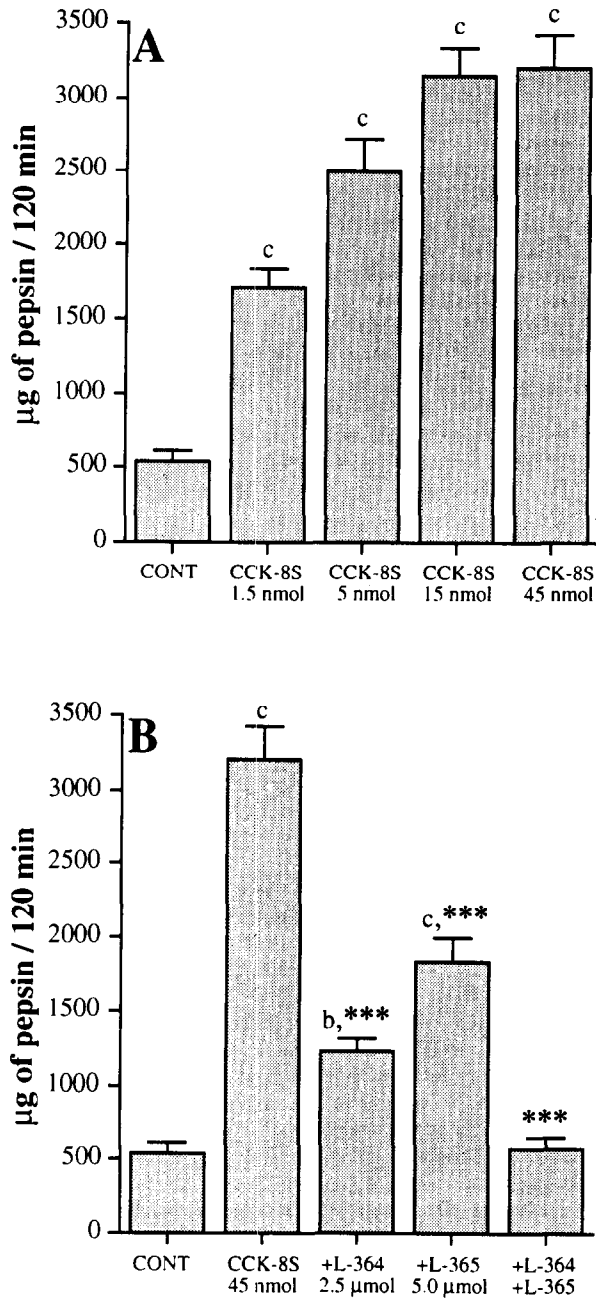 A
µg of pepsin / 120 min
3500
3000
2500
2000
1500
1000
500
0
c
c
c
c
CONT
CCK-8S
1.5 nmol
CCK-8S
5 nmol
CCK-8S
15 nmol
CCK-8S
45 nmol
B
µg of pepsin / 120 min
3500
3000
2500
2000
1500
1000
500
0
c
b,***
c,***
***
CONT
CCK-8S
45 nmol
+L-364
2.5 µmol
+L-365
5.0 µmol
+L-364
+L-365